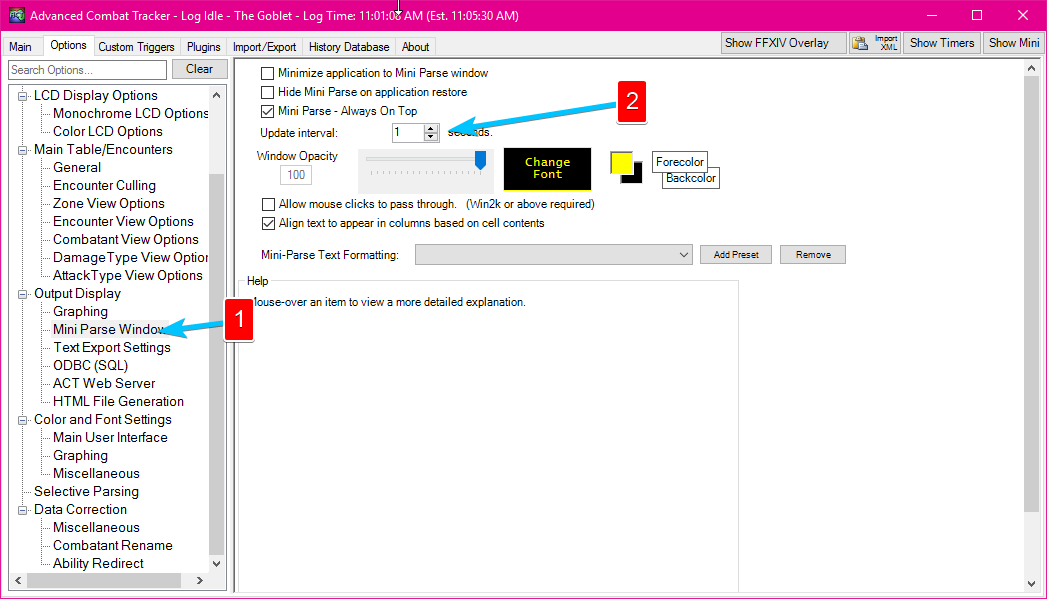 Advanced Combat Tracker - Log Idle - The Goblet - Log Time: 11:01:08 AM (Est. 11:05:30 AM)
Main Options Custom Triggers Plugins Import/Export History Database About
Show FFXIV Overlay Import XML Show Timers Show Mini
Search Options... Clear
LCD Display Options
Monochrome LCD Options
Color LCD Options
Main Table/Encounters
General
Encounter Culling
Zone View Options
Encounter View Options
Combatant View Options
DamageType View Option
AttackType View Options
Output Display
Graphing
Mini Parse Window
Text Export Settings
ODBC (SQL)
ACT Web Server
HTML File Generation
Color and Font Settings
Main User Interface
Graphing
Miscellaneous
Selective Parsing
Data Correction
Miscellaneous
Combatant Rename
Ability Redirect
1
Minimize application to Mini Parse window
Hide Mini Parse on application restore
Mini Parse - Always On Top
2
Update interval: 1 seconds.
Window Opacity
100
Change
Font
Forecolor
Backcolor
Allow mouse clicks to pass through. (Win2k or above required)
Align text to appear in columns based on cell contents
Mini-Parse Text Formatting: Add Preset Remove
Help
Mouse-over an item to view a more detailed explanation.